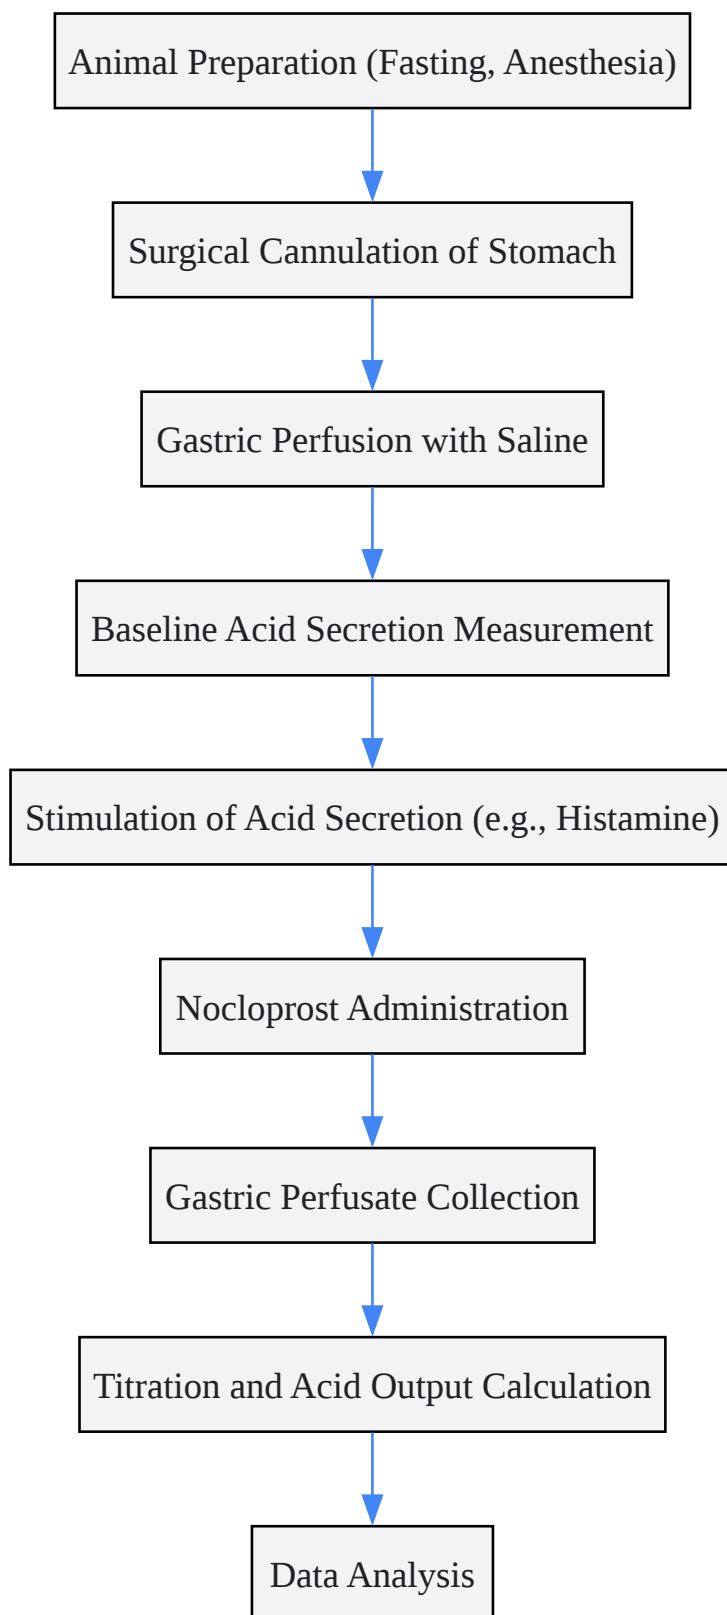 Animal Preparation (Fasting, Anesthesia)
Surgical Cannulation of Stomach
Gastric Perfusion with Saline
Baseline Acid Secretion Measurement
Stimulation of Acid Secretion (e.g., Histamine)
Nocloprost Administration
Gastric Perfusate Collection
Titration and Acid Output Calculation
Data Analysis